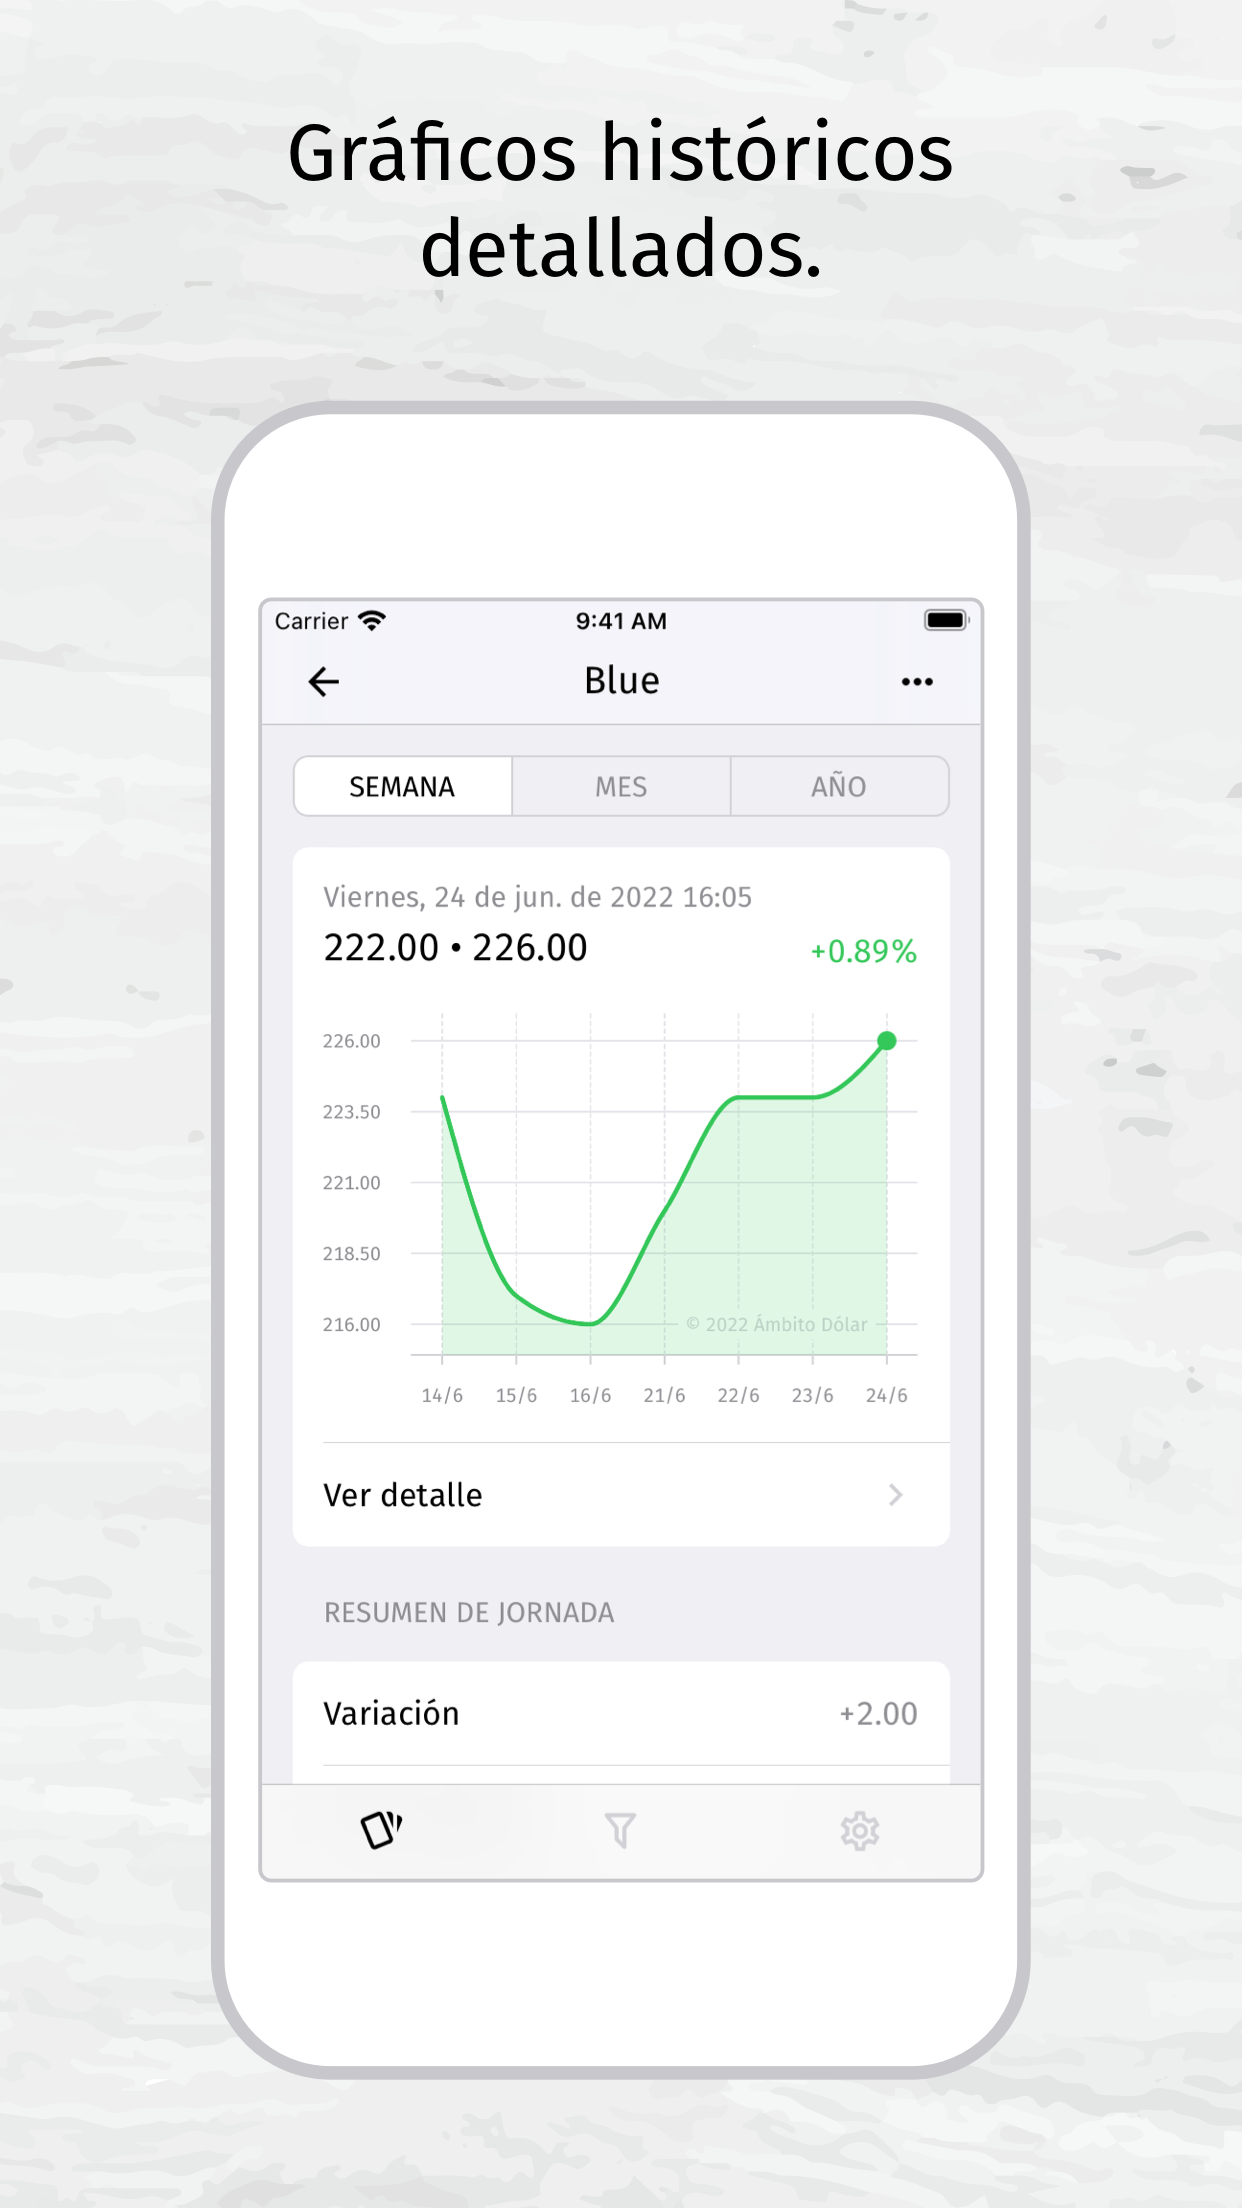 Gráficos históricos
detallados.
Carrier 9:41 AM
Blue
SEMANA MES AÑO
Viernes, 24 de jun. de 2022 16:05
222.00 • 226.00 +0.89%
226.00
223.50
221.00
218.50
216.00
© 2022 Ámbito Dólar
14/6 15/6 16/6 21/6 22/6 23/6 24/6
Ver detalle
RESUMEN DE JORNADA
Variación +2.00